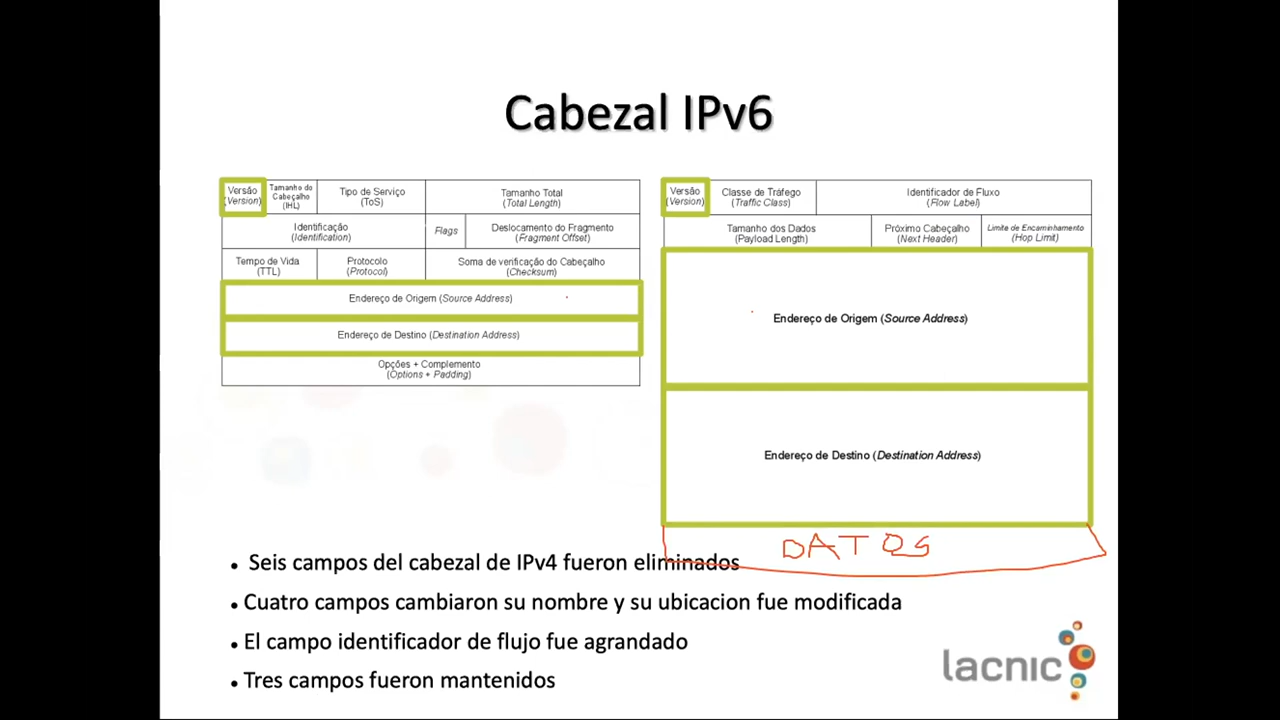 Cabezal IPv6
Versão
(Version)
Tamanho do
Cabeçalho
(IHL)
Tipo de Serviço
(ToS)
Tamanho Total
(Total Length)
Identificação
(Identification)
Flags
Deslocamento do Fragmento
(Fragment Offset)
Tempo de Vida
(TTL)
Protocolo
(Protocol)
Soma de verificação do Cabeçalho
(Checksum)
Endereço de Origem (Source Address)
Endereço de Destino (Destination Address)
Opções + Complemento
(Options + Padding)
Versão
(Version)
Classe de Tráfego
(Traffic Class)
Identificador de Fluxo
(Flow Label)
Tamanho dos Dados
(Payload Length)
Próximo Cabeçalho
(Next Header)
Limite de Encaminhamento
(Hop Limit)
Endereço de Origem (Source Address)
Endereço de Destino (Destination Address)
DATOS
• Seis campos del cabezal de IPv4 fueron eliminados
• Cuatro campos cambiaron su nombre y su ubicacion fue modificada
• El campo identificador de flujo fue agrandado
• Tres campos fueron mantenidos
lacnic